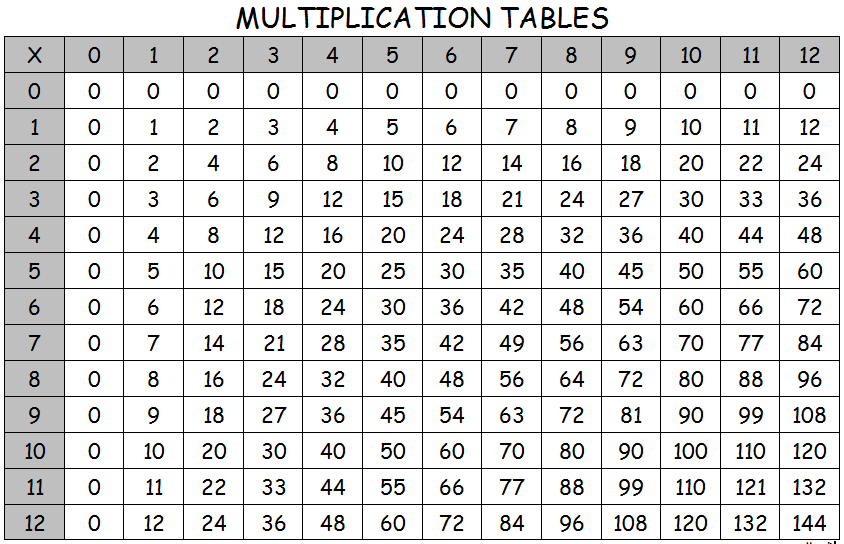 MULTIPLICATION TABLES
X 0 1 2 3 4 5 6 7 8 9 10 11 12
0 0 0 0 0 0 0 0 0 0 0 0 0 0
1 0 1 2 3 4 5 6 7 8 9 10 11 12
2 0 2 4 6 8 10 12 14 16 18 20 22 24
3 0 3 6 9 12 15 18 21 24 27 30 33 36
4 0 4 8 12 16 20 24 28 32 36 40 44 48
5 0 5 10 15 20 25 30 35 40 45 50 55 60
6 0 6 12 18 24 30 36 42 48 54 60 66 72
7 0 7 14 21 28 35 42 49 56 63 70 77 84
8 0 8 16 24 32 40 48 56 64 72 80 88 96
9 0 9 18 27 36 45 54 63 72 81 90 99 108
10 0 10 20 30 40 50 60 70 80 90 100 110 120
11 0 11 22 33 44 55 66 77 88 99 110 121 132
12 0 12 24 36 48 60 72 84 96 108 120 132 144